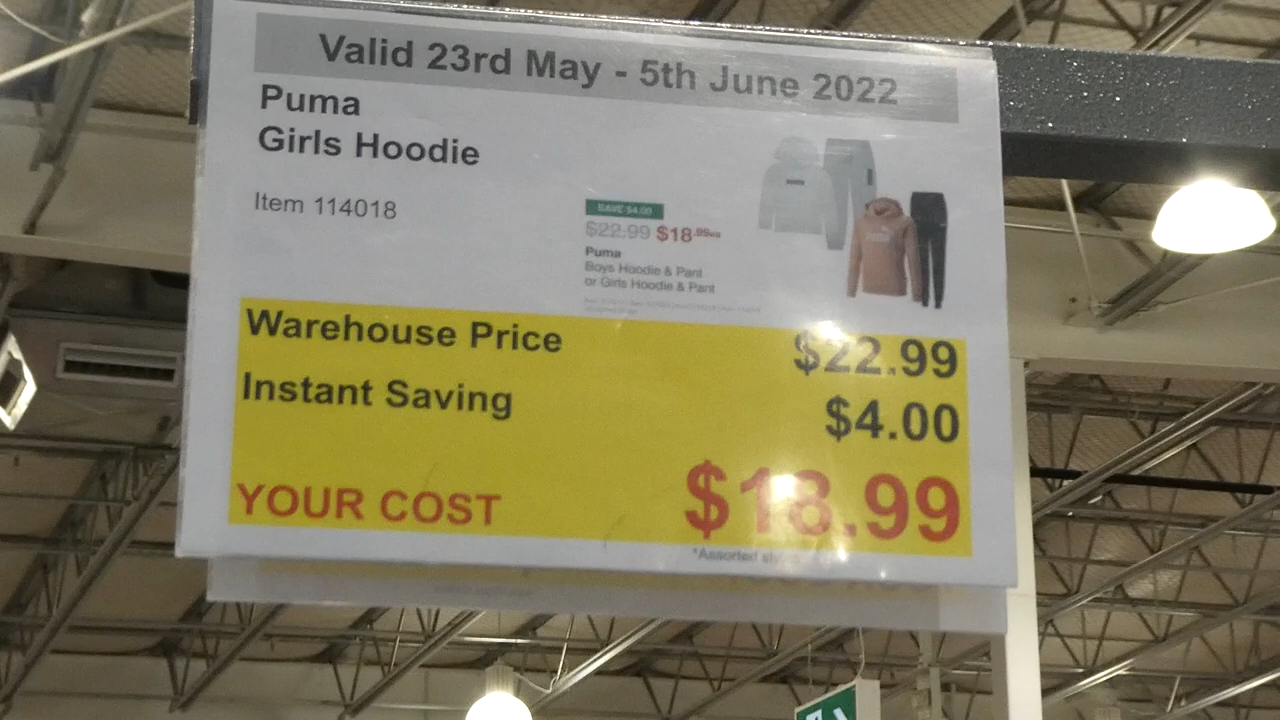 Valid 23rd May - 5th June 2022
Puma
Girls Hoodie
Item 114018
SAVE $4.00
$22.99 $18.99ea
Puma
Boys Hoodie & Pant
or Girls Hoodie & Pant
PUMA
Warehouse Price $22.99
Instant Saving $4.00
YOUR COST $18.99
*Assorted